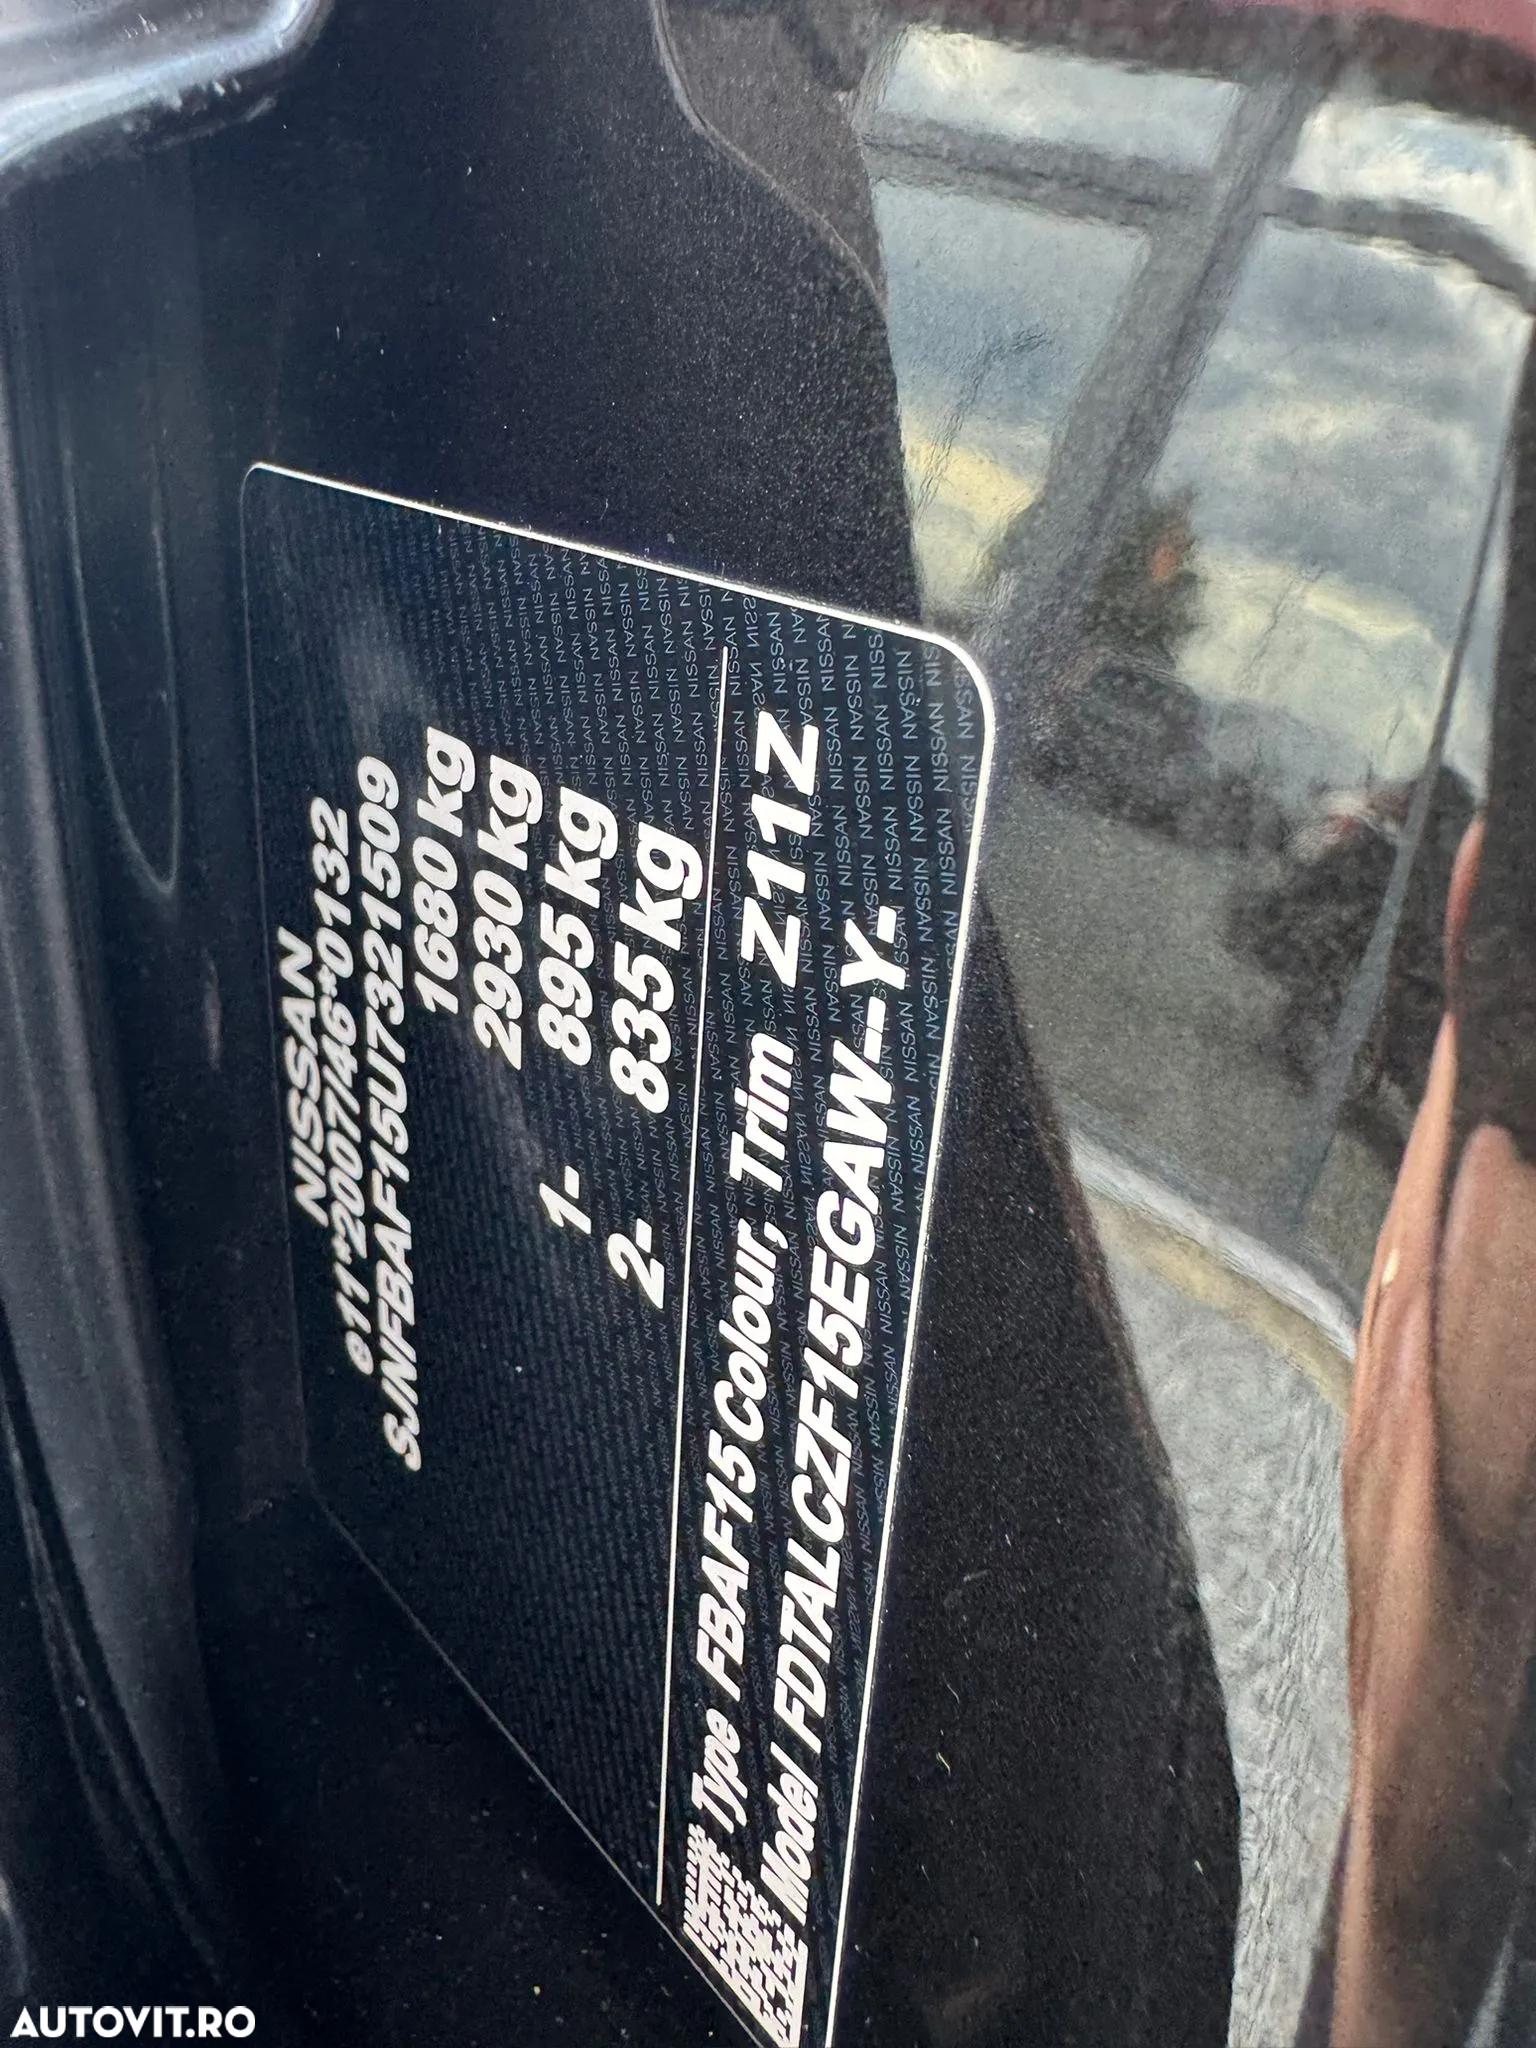 NISSAN
e11*2007/46*0132
SJNFBAF15U7321509
1680 kg
2930 kg
1- 895 kg
2- 835 kg
Type FBAF15 Colour, Trim Z11 Z
Model FDTALCZF15EGAW--Y-
AUTOVIT.RO